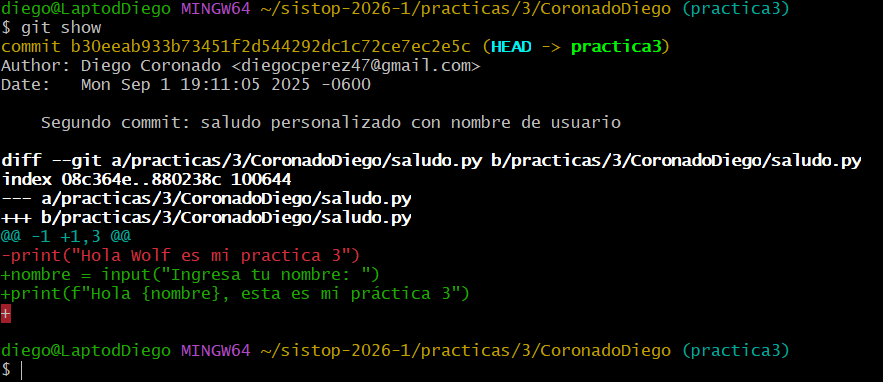 diego@LaptodDiego MINGW64 ~/sistop-2026-1/practicas/3/CoronadoDiego (practica3)
$ git show
commit b30eeab933b73451f2d544292dc1c72ce7ec2e5c (HEAD -> practica3)
Author: Diego Coronado <diegocperez47@gmail.com>
Date:   Mon Sep 1 19:11:05 2025 -0600
    Segundo commit: saludo personalizado con nombre de usuario
diff --git a/practicas/3/CoronadoDiego/saludo.py b/practicas/3/CoronadoDiego/saludo.py
index 08c364e..880238c 100644
--- a/practicas/3/CoronadoDiego/saludo.py
+++ b/practicas/3/CoronadoDiego/saludo.py
@@ -1 +1,3 @@
-print("Hola Wolf es mi practica 3")
+nombre = input("Ingresa tu nombre: ")
+print(f"Hola {nombre}, esta es mi práctica 3")
+
diego@LaptodDiego MINGW64 ~/sistop-2026-1/practicas/3/CoronadoDiego (practica3)
$